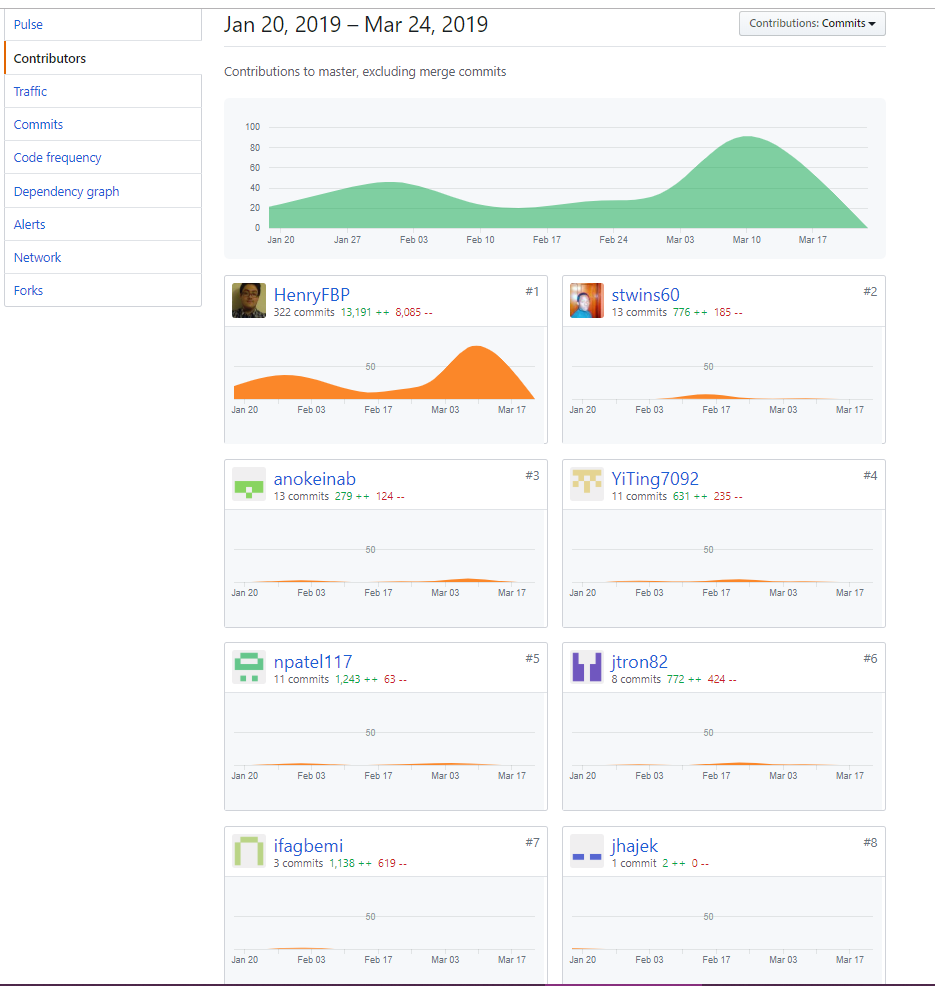 Pulse
Contributors
Traffic
Commits
Code frequency
Dependency graph
Alerts
Network
Forks
Jan 20, 2019 – Mar 24, 2019
Contributions: Commits
Contributions to master, excluding merge commits
100
80
60
40
20
0
Jan 20 Jan 27 Feb 03 Feb 10 Feb 17 Feb 24 Mar 03 Mar 10 Mar 17
HenryFBP #1
322 commits 13,191 ++ 8,085 --
50
Jan 20 Feb 03 Feb 17 Mar 03 Mar 17
stwins60 #2
13 commits 776 ++ 185 --
50
Jan 20 Feb 03 Feb 17 Mar 03 Mar 17
anokeinab #3
13 commits 279 ++ 124 --
50
Jan 20 Feb 03 Feb 17 Mar 03 Mar 17
YiTing7092 #4
11 commits 631 ++ 235 --
50
Jan 20 Feb 03 Feb 17 Mar 03 Mar 17
npatel117 #5
11 commits 1,243 ++ 63 --
50
Jan 20 Feb 03 Feb 17 Mar 03 Mar 17
jtron82 #6
8 commits 772 ++ 424 --
50
Jan 20 Feb 03 Feb 17 Mar 03 Mar 17
ifagbemi #7
3 commits 1,138 ++ 619 --
50
Jan 20 Feb 03 Feb 17 Mar 03 Mar 17
jhajek #8
1 commit 2 ++ 0 --
50
Jan 20 Feb 03 Feb 17 Mar 03 Mar 17